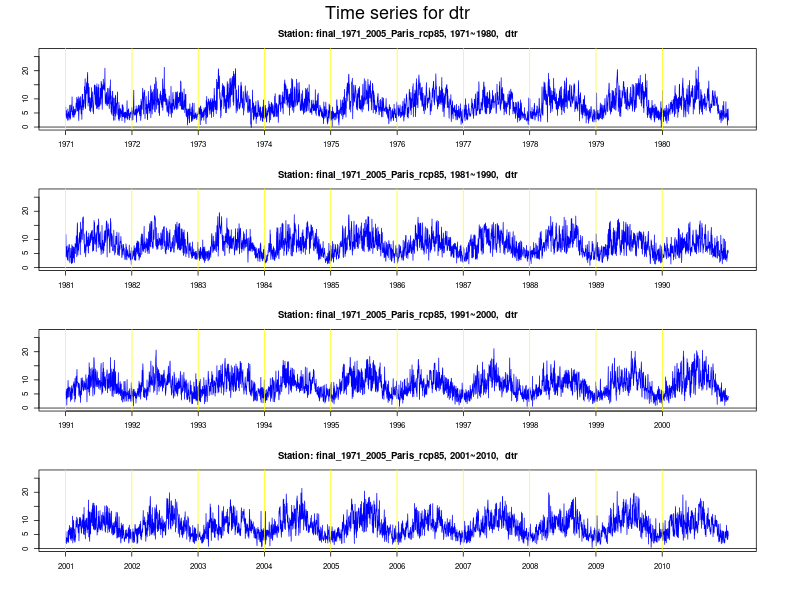 Time series for dtr
Station: final_1971_2005_Paris_rcp85, 1971~1980, dtr
20
10
5
0
1971 1972 1973 1974 1975 1976 1977 1978 1979 1980
Station: final_1971_2005_Paris_rcp85, 1981~1990, dtr
20
10
5
0
1981 1982 1983 1984 1985 1986 1987 1988 1989 1990
Station: final_1971_2005_Paris_rcp85, 1991~2000, dtr
20
10
5
0
1991 1992 1993 1994 1995 1996 1997 1998 1999 2000
Station: final_1971_2005_Paris_rcp85, 2001~2010, dtr
20
10
5
0
2001 2002 2003 2004 2005 2006 2007 2008 2009 2010